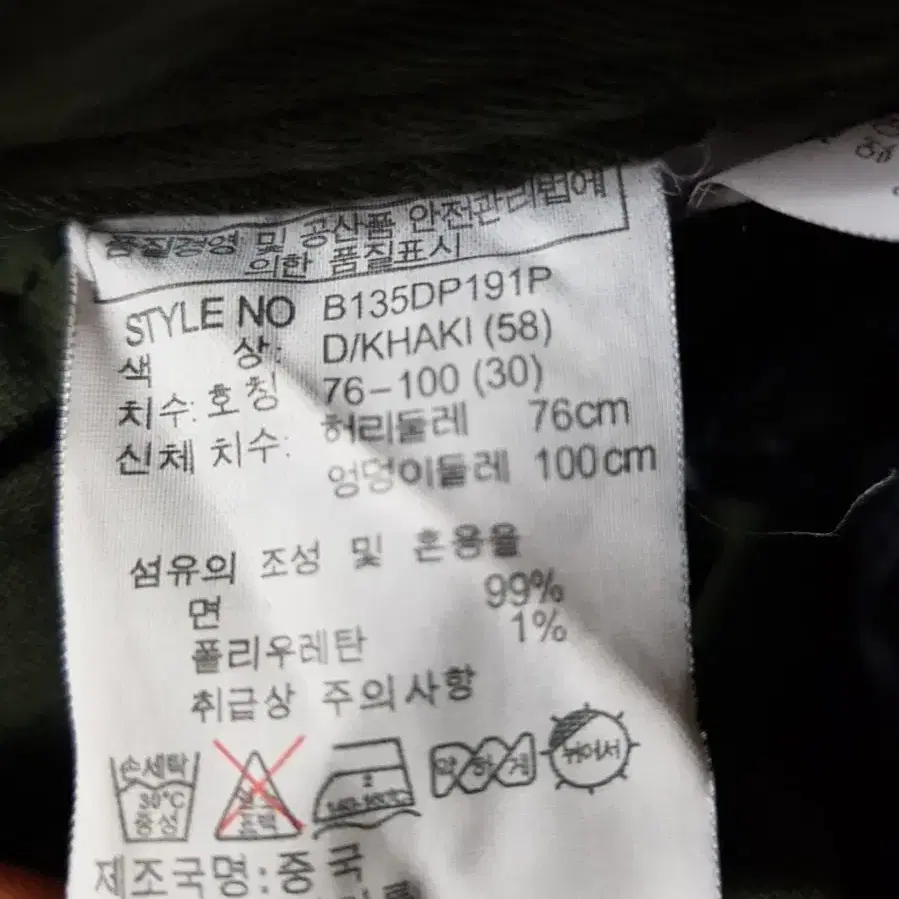 품질경영 및 공산품 안전관리법에
의한 품질표시
STYLE NO B135DP191P
색 상: D/KHAKI (58)
치수: 호칭 76-100 (30)
신체 치수: 허리둘레 76cm
엉덩이둘레 100cm
섬유의 조성 및 혼용율
면 99%
폴리우레탄 1%
취급상 주의사항
손세탁
30℃
중성
약하게
뉘어서
제조국명: 중국